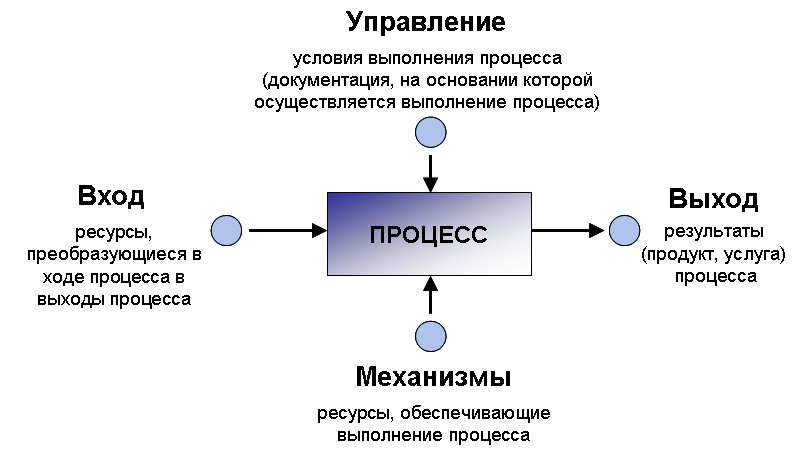 Управление
условия выполнения процесса
(документация, на основании которой
осуществляется выполнение процесса)
Вход
ресурсы,
преобразующиеся в
ходе процесса в
выходы процесса
ПРОЦЕСС
Выход
результаты
(продукт, услуга)
процесса
Механизмы
ресурсы, обеспечивающие
выполнение процесса